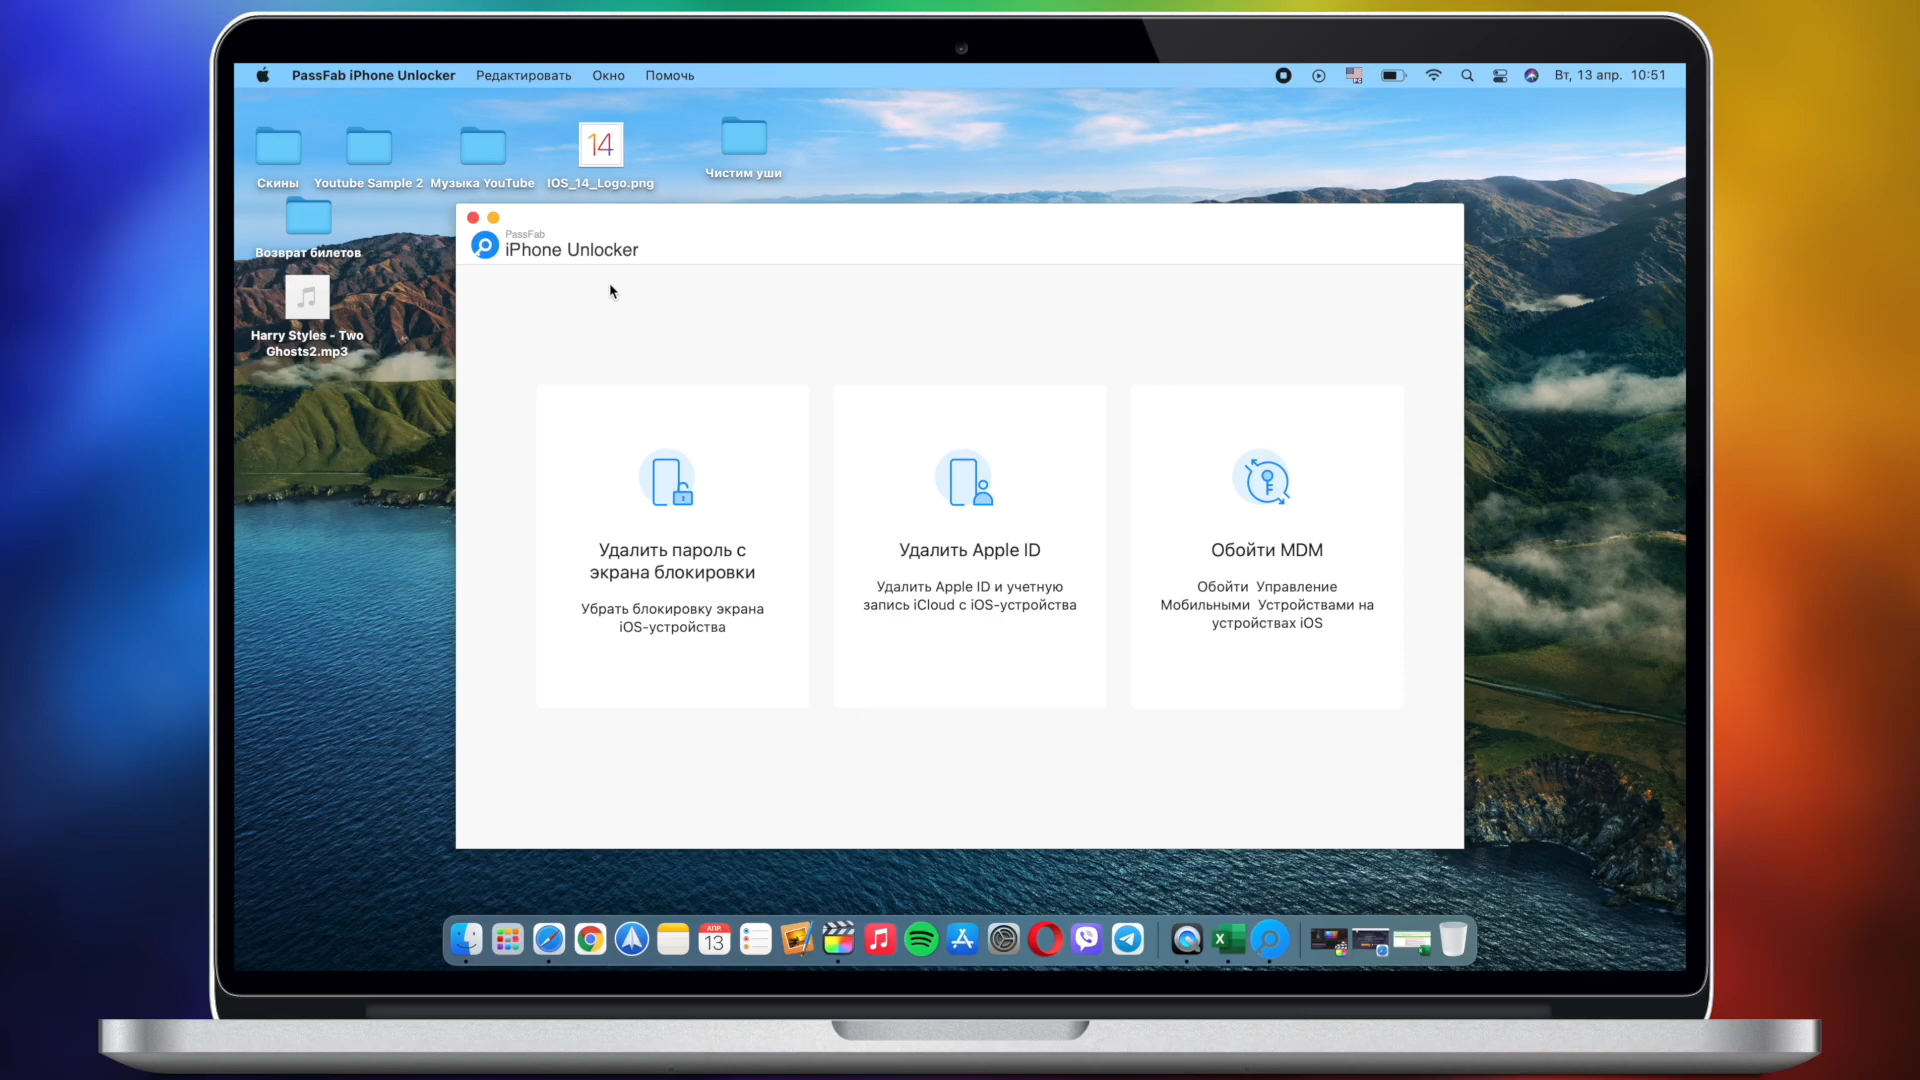 PassFab iPhone Unlocker Редактировать Окно Помочь Вт, 13 апр. 10:51
14
Скины Youtube Sample 2 Музыка YouTube IOS_14_Logo.png Чистим уши
Возврат билетов
Harry Styles - Two
Ghosts2.mp3
PassFab
iPhone Unlocker
Удалить пароль с
экрана блокировки
Убрать блокировку экрана
iOS-устройства
Удалить Apple ID
Удалить Apple ID и учетную
запись iCloud с iOS-устройства
Обойти MDM
Обойти Управление
Мобильными Устройствами на
устройствах iOS
АПР.
13